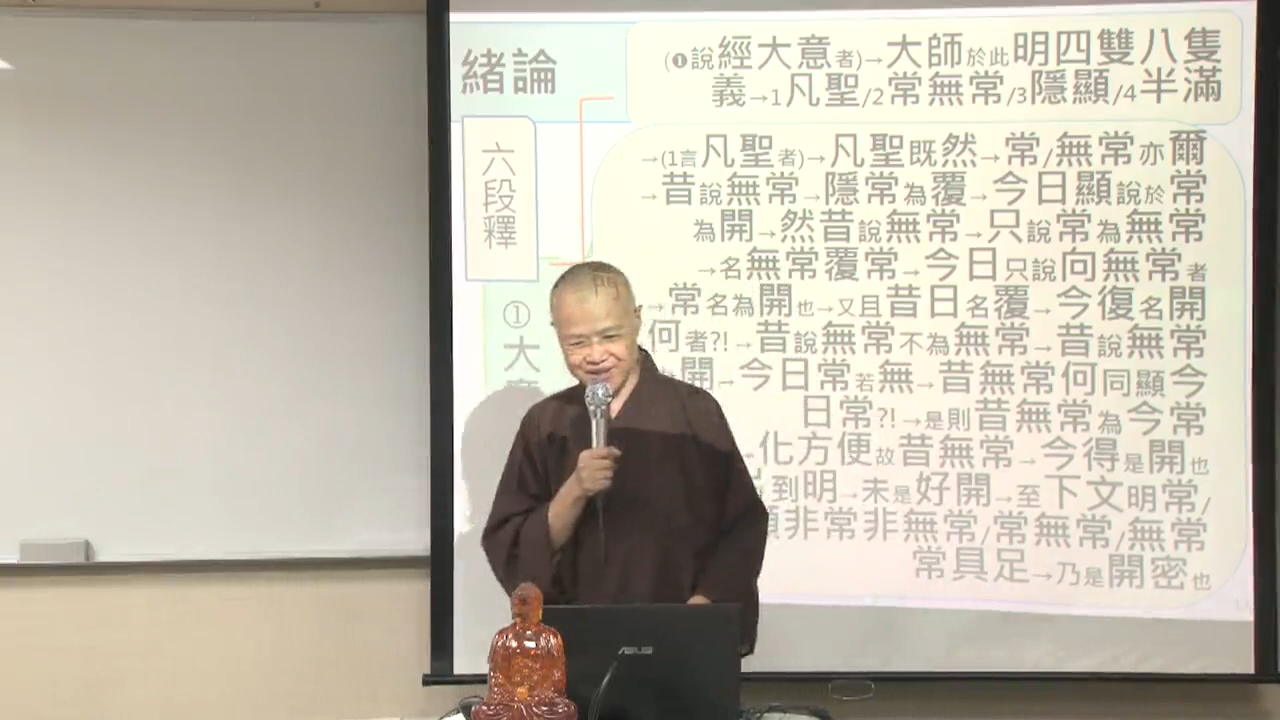 緒論
(❶說經大意者)→大師於此明四雙八隻
義→1凡聖/2常無常/3隱顯/4半滿
六段釋
①大
→(1言凡聖者)→凡聖既然→常/無常亦爾
→昔說無常→隱常為覆→今日顯說於常
為開→然昔說無常→只說常為無常
→名無常覆常→今日只說向無常者
→常名為開也→又且昔日名覆→今復名開
何者?!→昔說無常不為無常→昔說無常
開→今日常若無→昔無常何同顯今
日常?!→是則昔無常為今常
化方便故昔無常→今得是開也
到明→未是好開→至下文明常/
非常非無常/常無常/無常
常具足→乃是開密也
ASUS